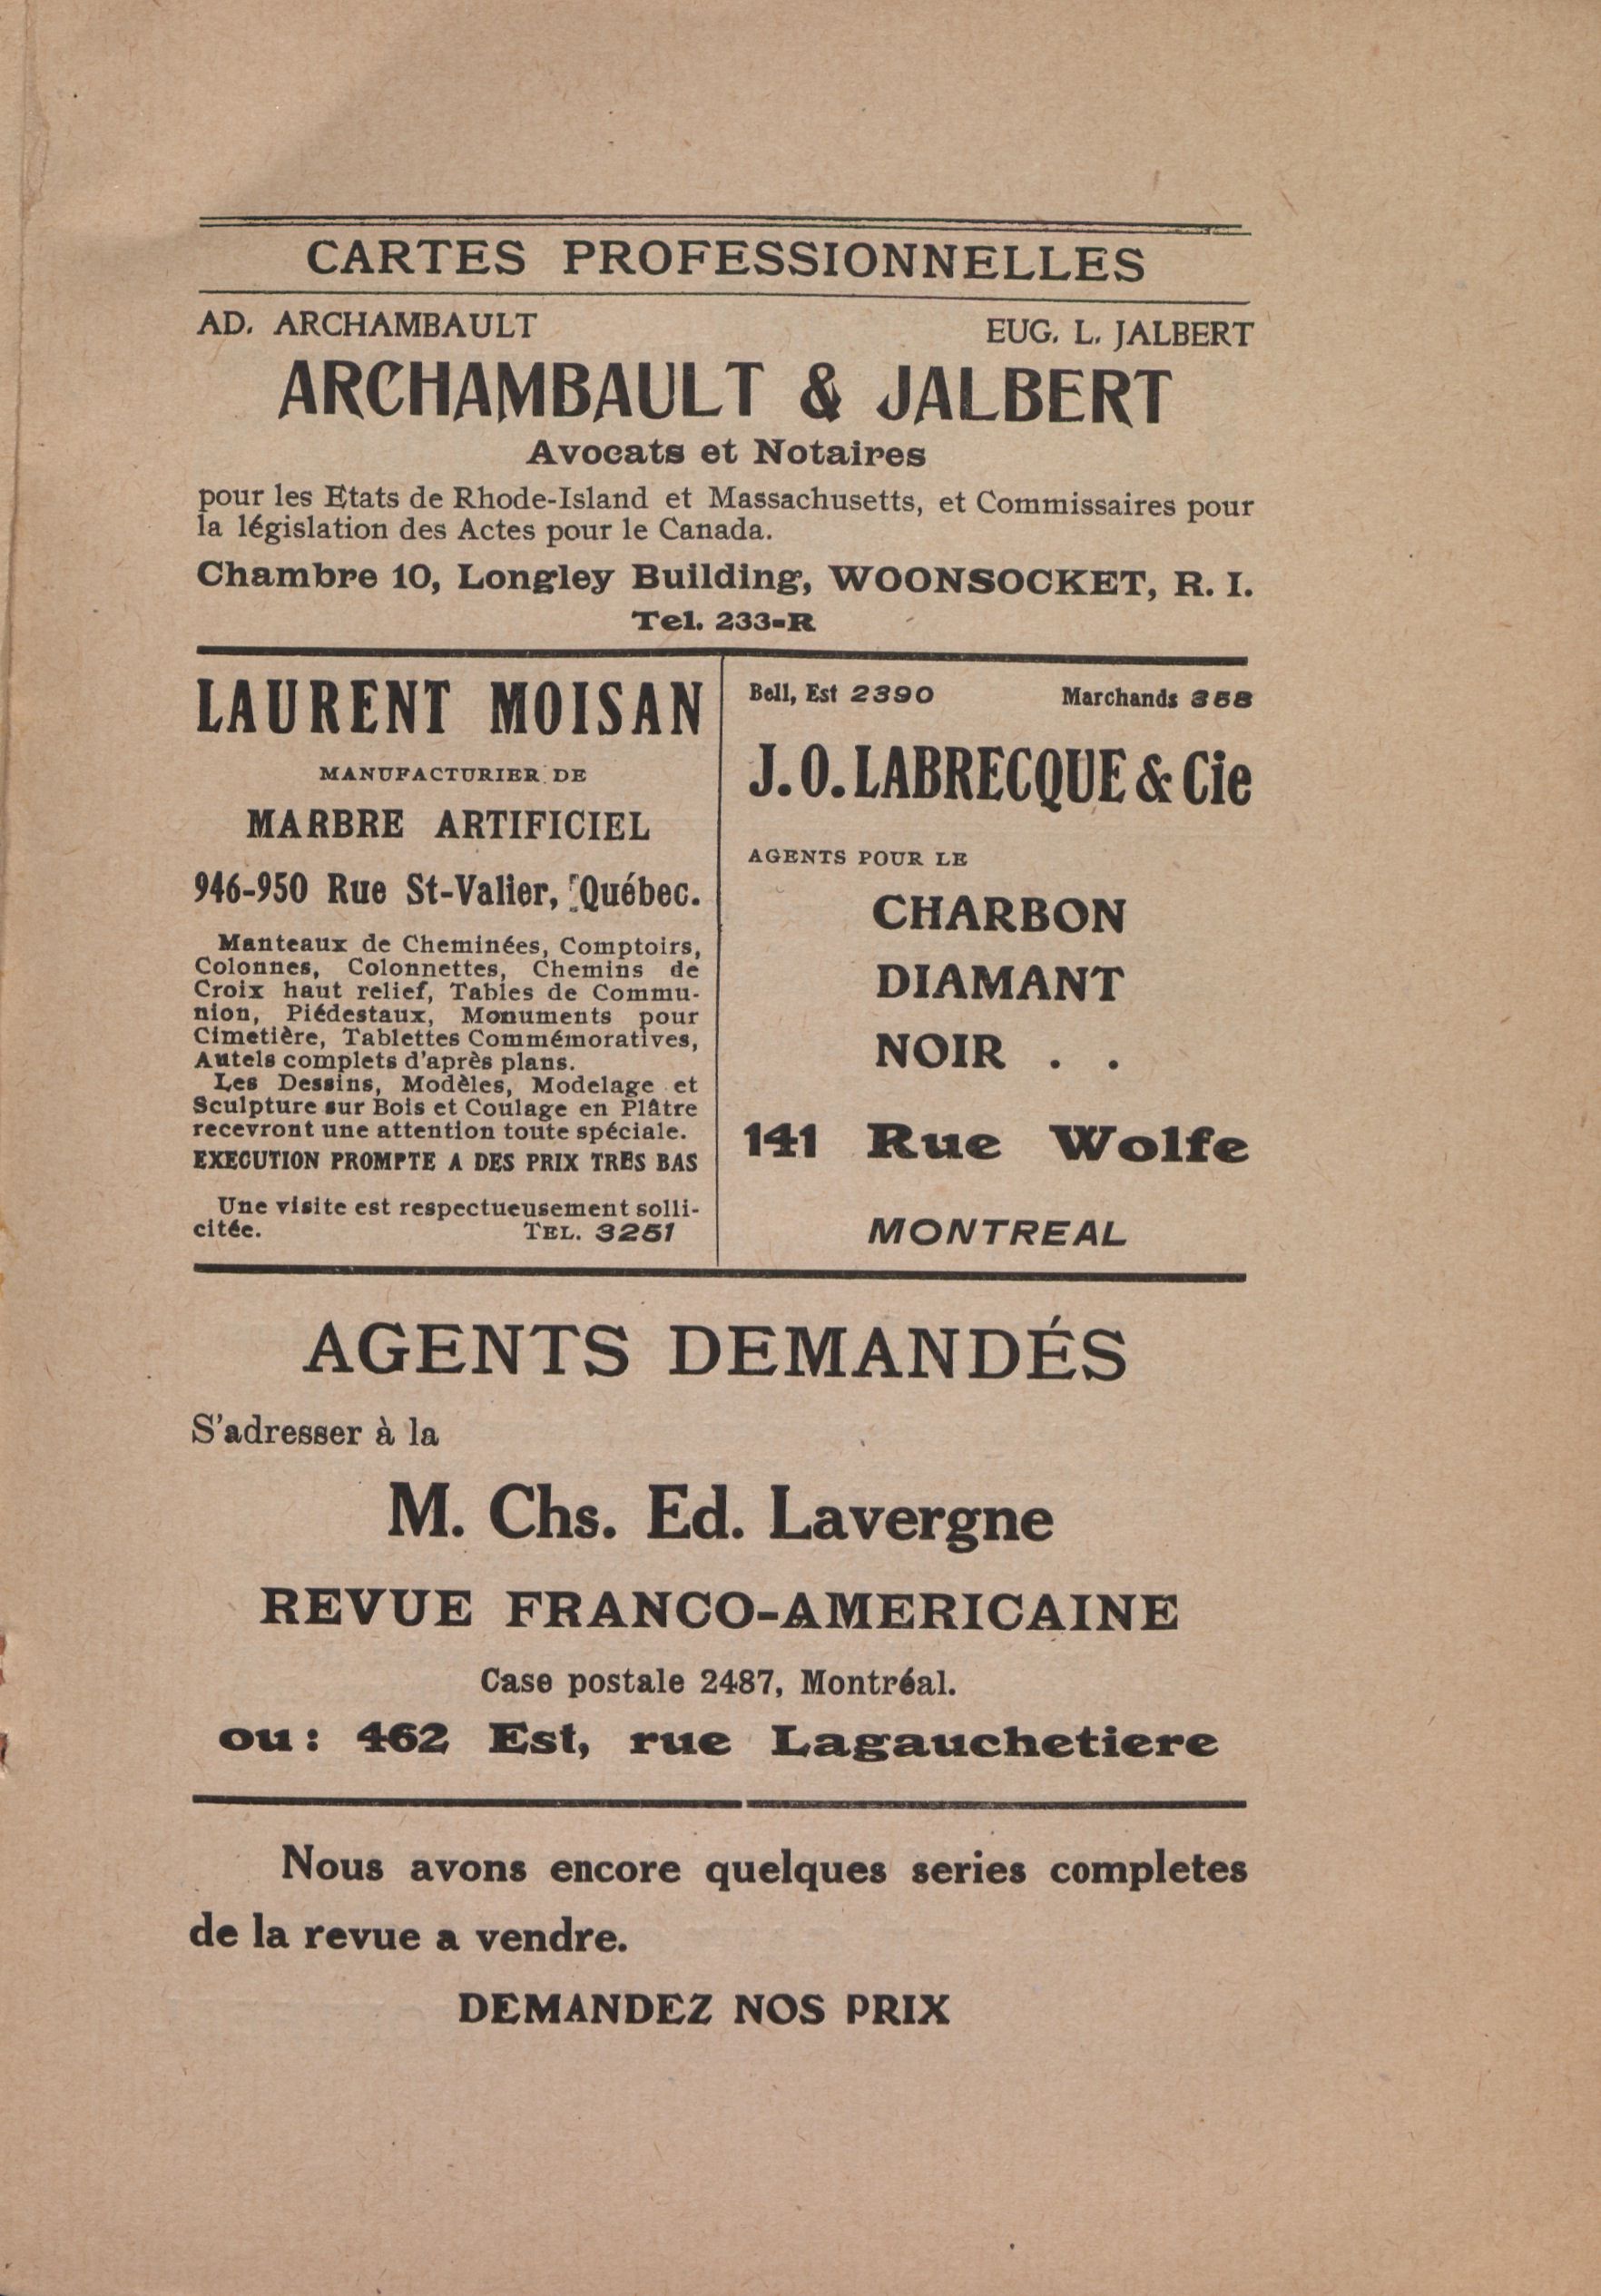 CARTES PROFESSIONNELLES
AD. ARCHAMBAULT EUG. L. JALBERT
ARCHAMBAULT & JALBERT
Avocats et Notaires
pour les Etats de Rhode-Island et Massachusetts, et Commissaires pour
la législation des Actes pour le Canada.
Chambre 10, Longley Building, WOONSOCKET, R. I.
Tel. 233-R
LAURENT MOISAN
MANUFACTURIER DE
MARBRE ARTIFICIEL
946-950 Rue St-Valier, Québec.
Manteaux de Cheminées, Comptoirs,
Colonnes, Colonnettes, Chemins de
Croix haut relief, Tables de Commu-
nion, Piédestaux, Monuments pour
Cimetière, Tablettes Commémoratives,
Autels complets d'après plans.
Les Dessins, Modèles, Modelage et
Sculpture sur Bois et Coulage en Plâtre
recevront une attention toute spéciale.
EXECUTION PROMPTE A DES PRIX TRES BAS
Une visite est respectueusement solli-
citée. TEL. 3251
Bell, Est 2390 Marchands 358
J. O. LABRECQUE & Cie
AGENTS POUR LE
CHARBON
DIAMANT
NOIR . .
141 Rue Wolfe
MONTREAL
AGENTS DEMANDÉS
S'adresser à la
M. Chs. Ed. Lavergne
REVUE FRANCO-AMERICAINE
Case postale 2487, Montréal.
ou : 462 Est, rue Lagauchetiere
Nous avons encore quelques series completes
de la revue a vendre.
DEMANDEZ NOS PRIX